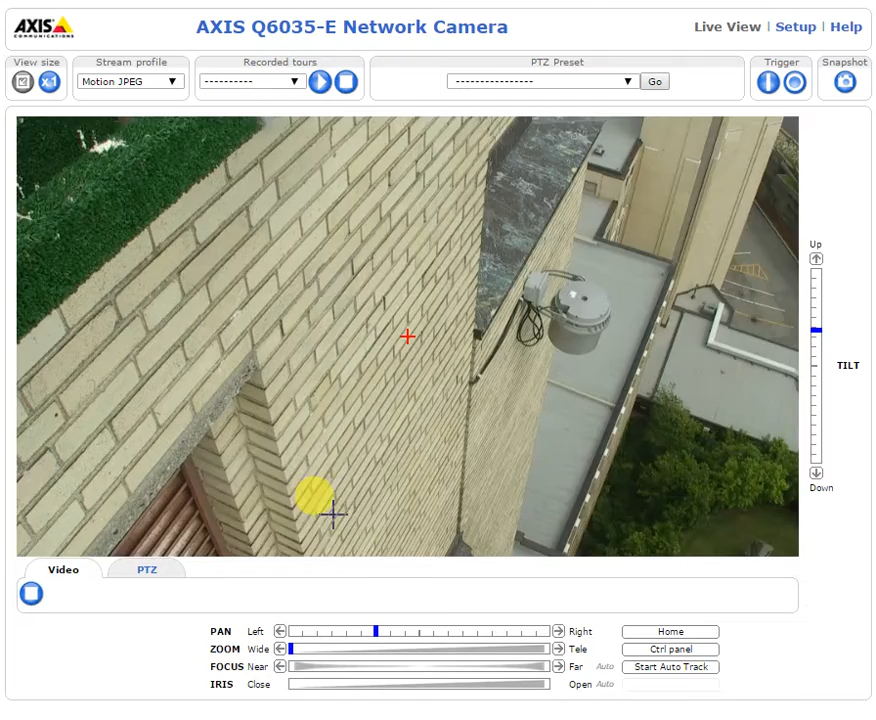 AXIS
COMMUNICATIONS
AXIS Q6035-E Network Camera
Live View | Setup | Help
View size
Stream profile
Recorded tours
PTZ Preset
Trigger
Snapshot
x1
Motion JPEG
----------
----------------
Go
Up
TILT
Down
Video
PTZ
PAN Left Right Home
ZOOM Wide Tele Ctrl panel
FOCUS Near Far Auto Start Auto Track
IRIS Close Open Auto